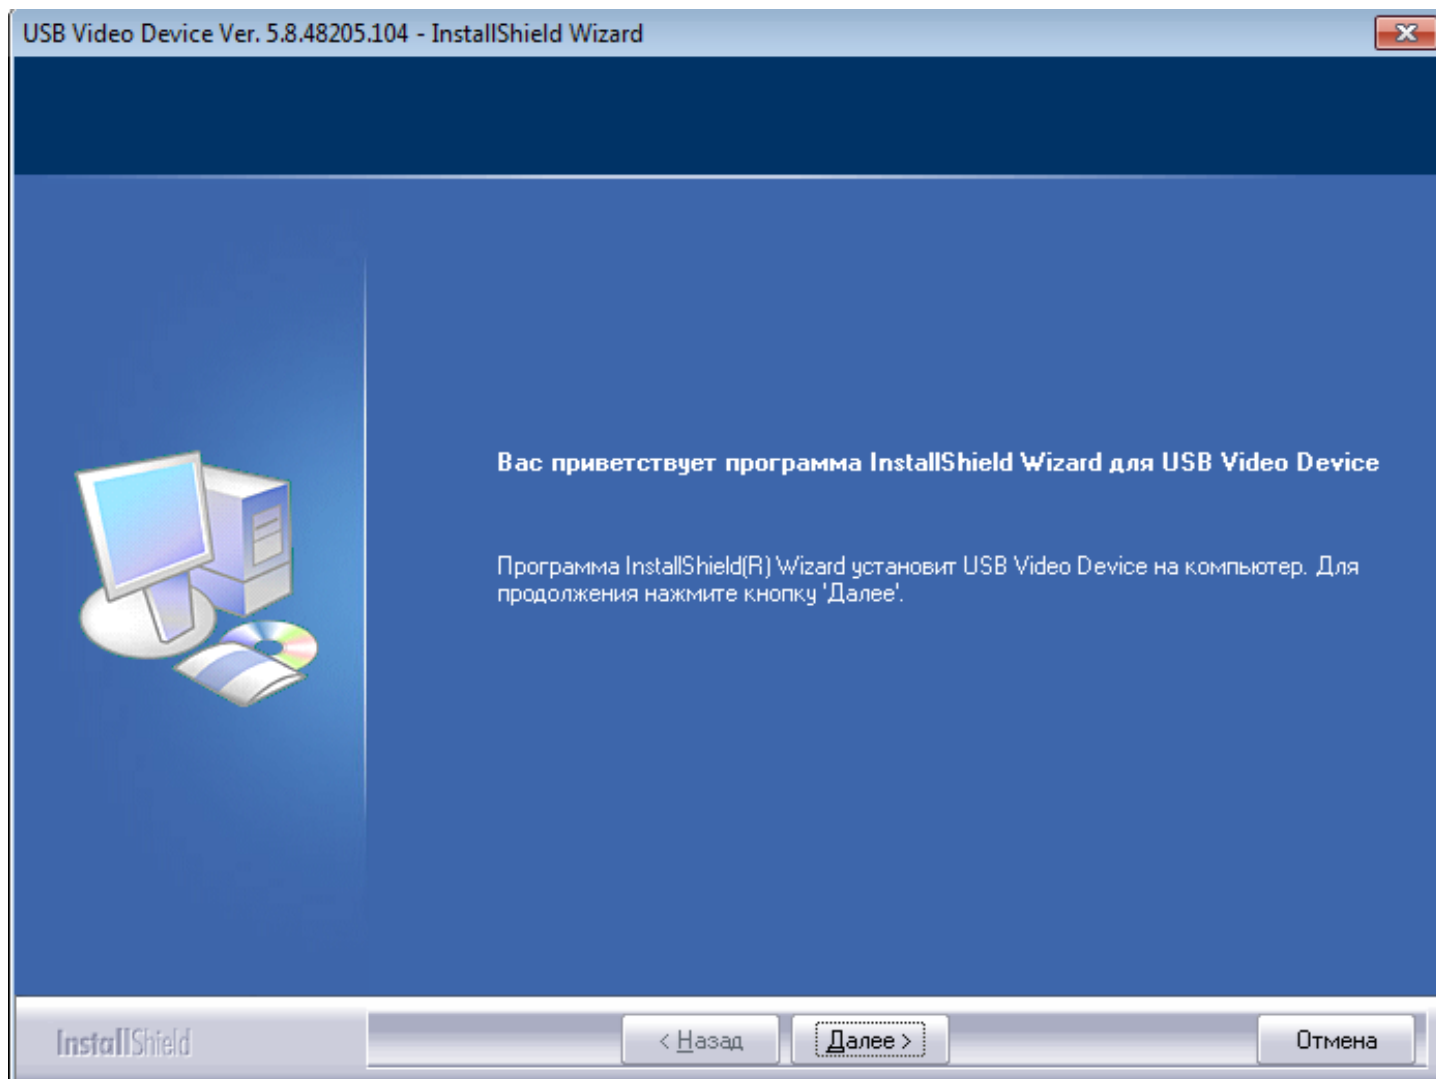 USB Video Device Ver. 5.8.48205.104 - InstallShield Wizard
Вас приветствует программа InstallShield Wizard для USB Video Device
Программа InstallShield(R) Wizard установит USB Video Device на компьютер. Для
продолжения нажмите кнопку 'Далее'.
InstallShield
< Назад
Далее >
Отмена